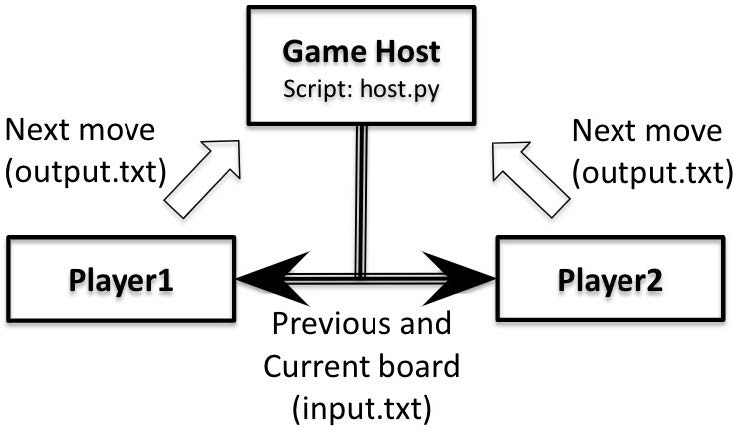 Game Host
Script: host.py
Next move
(output.txt)
Next move
(output.txt)
Player1
Player2
Previous and
Current board
(input.txt)